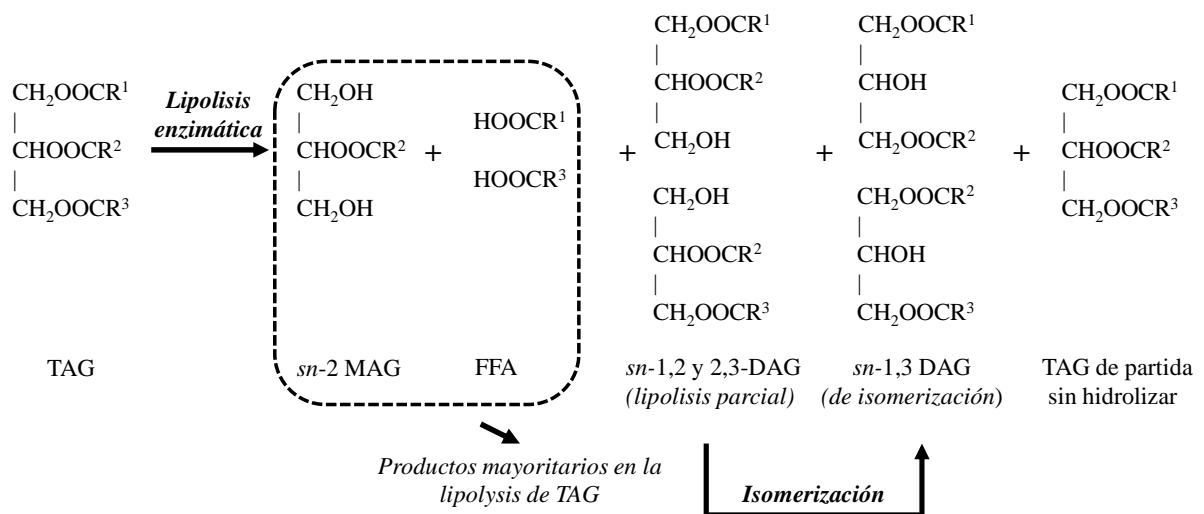 CH₂OOCR¹
|
CHOOCR²
|
CH₂OOCR³
TAG
Lipolisis
enzimática
CH₂OH
|
CHOOCR²
|
CH₂OH
sn-2 MAG
+
HOOCR¹
HOOCR³
FFA
Productos mayoritarios en la
lipolysis de TAG
+
CH₂OOCR¹
|
CHOOCR²
|
CH₂OH
CH₂OH
|
CHOOCR²
|
CH₂OOCR³
sn-1,2 y 2,3-DAG
(lipolisis parcial)
+
CH₂OOCR¹
|
CHOH
|
CH₂OOCR²
CH₂OOCR²
|
CHOH
|
CH₂OOCR³
sn-1,3 DAG
(de isomerización)
Isomerización
+
CH₂OOCR¹
|
CHOOCR²
|
CH₂OOCR³
TAG de partida
sin hidrolizar